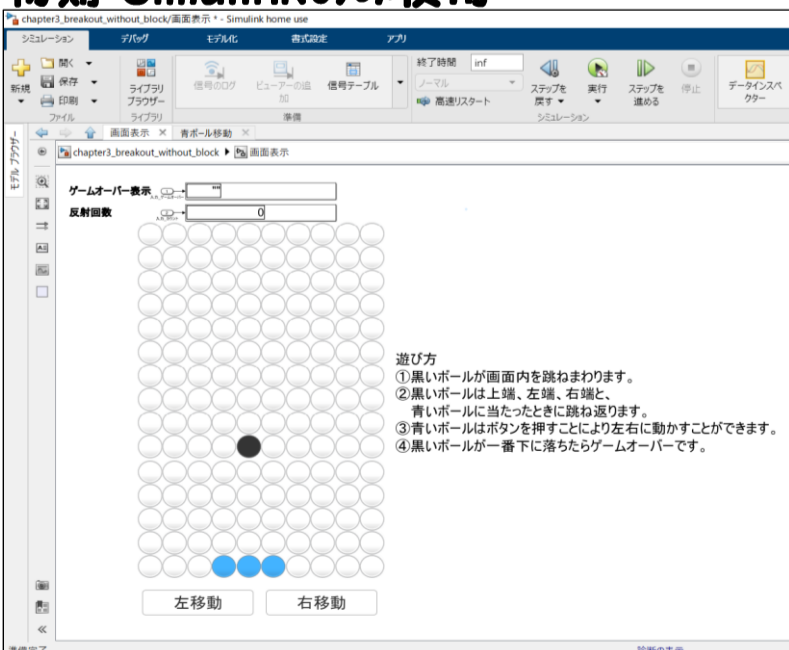 chapter3_breakout_without_block/画面表示 * - Simulink home use
シミュレーション デバッグ モデル化 書式設定 アプリ
新規
開く
保存
印刷
ファイル
ライブラリ
ブラウザー
ライブラリ
信号のログ
ビューアーの追
加
信号テーブル
準備
終了時間 inf
ノーマル
高速リスタート
ステップを
戻す
実行
ステップを
進める
停止
シミュレーション
データインスペ
クター
モデル ブラウザー
画面表示 × 青ボール移動 ×
chapter3_breakout_without_block ▶ 画面表示
ゲームオーバー表示
反射回数
0
遊び方
①黒いボールが画面内を跳ねまわります。
②黒いボールは上端、左端、右端と、
青いボールに当たったときに跳ね返ります。
③青いボールはボタンを押すことにより左右に動かすことができます。
④黒いボールが一番下に落ちたらゲームオーバーです。
左移動 右移動